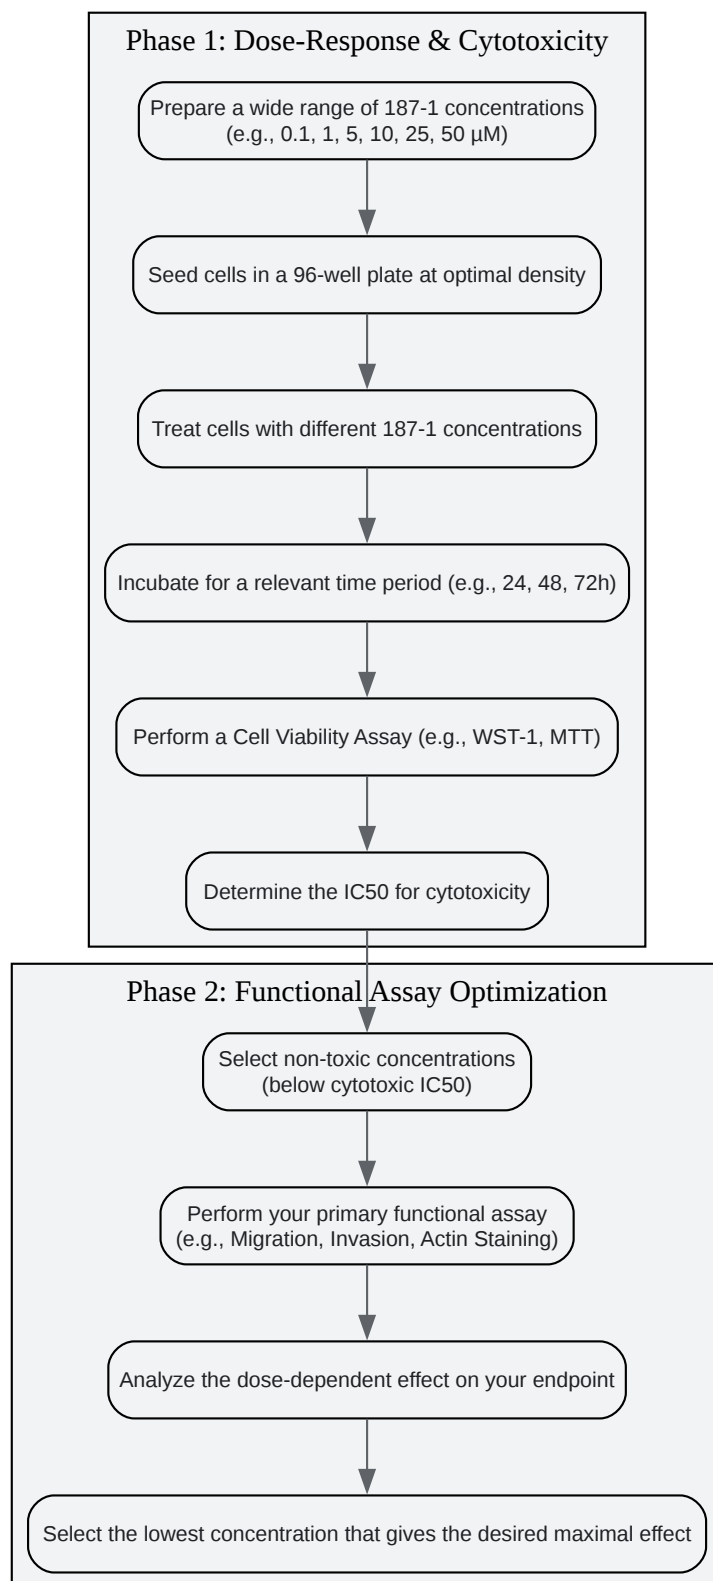 Phase 1: Dose-Response & Cytotoxicity
Prepare a wide range of 187-1 concentrations
(e.g., 0.1, 1, 5, 10, 25, 50 µM)
Seed cells in a 96-well plate at optimal density
Treat cells with different 187-1 concentrations
Incubate for a relevant time period (e.g., 24, 48, 72h)
Perform a Cell Viability Assay (e.g., WST-1, MTT)
Determine the IC50 for cytotoxicity
Phase 2: Functional Assay Optimization
Select non-toxic concentrations
(below cytotoxic IC50)
Perform your primary functional assay
(e.g., Migration, Invasion, Actin Staining)
Analyze the dose-dependent effect on your endpoint
Select the lowest concentration that gives the desired maximal effect